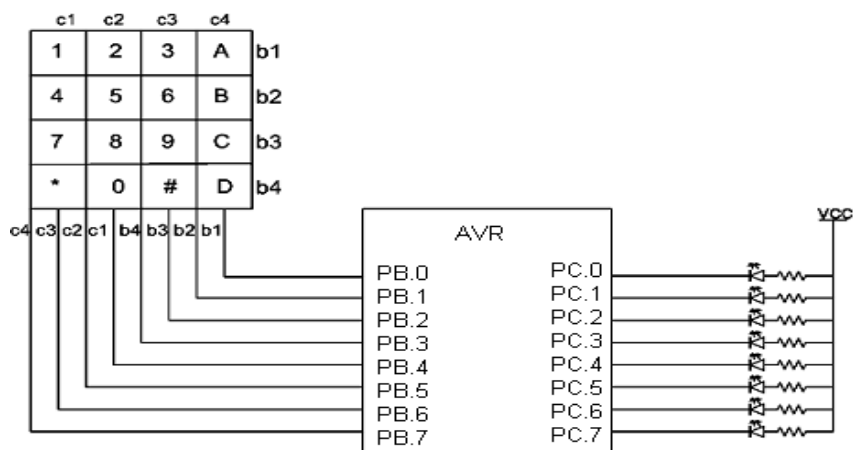 c1 c2 c3 c4
1 2 3 A b1
4 5 6 B b2
7 8 9 C b3
* 0 # D b4
c4 c3 c2 c1 b4 b3 b2 b1
AVR
VCC
PB.0 PC.0
PB.1 PC.1
PB.2 PC.2
PB.3 PC.3
PB.4 PC.4
PB.5 PC.5
PB.6 PC.6
PB.7 PC.7